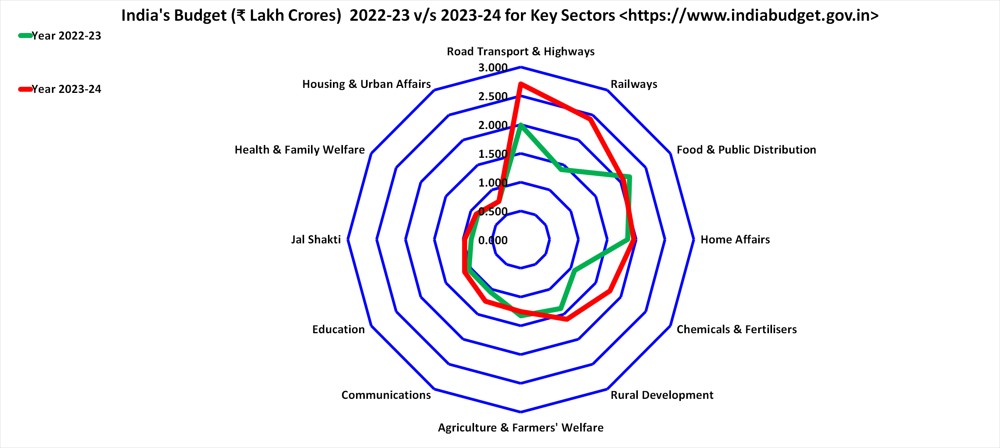 India's Budget (₹ Lakh Crores)  2022-23 v/s 2023-24 for Key Sectors <https://www.indiabudget.gov.in>
Year 2022-23
Year 2023-24
Road Transport & Highways
Railways
Food & Public Distribution
Home Affairs
Chemicals & Fertilisers
Rural Development
Agriculture & Farmers' Welfare
Communications
Education
Jal Shakti
Health & Family Welfare
Housing & Urban Affairs
3.000
2.500
2.000
1.500
1.000
0.500
0.000